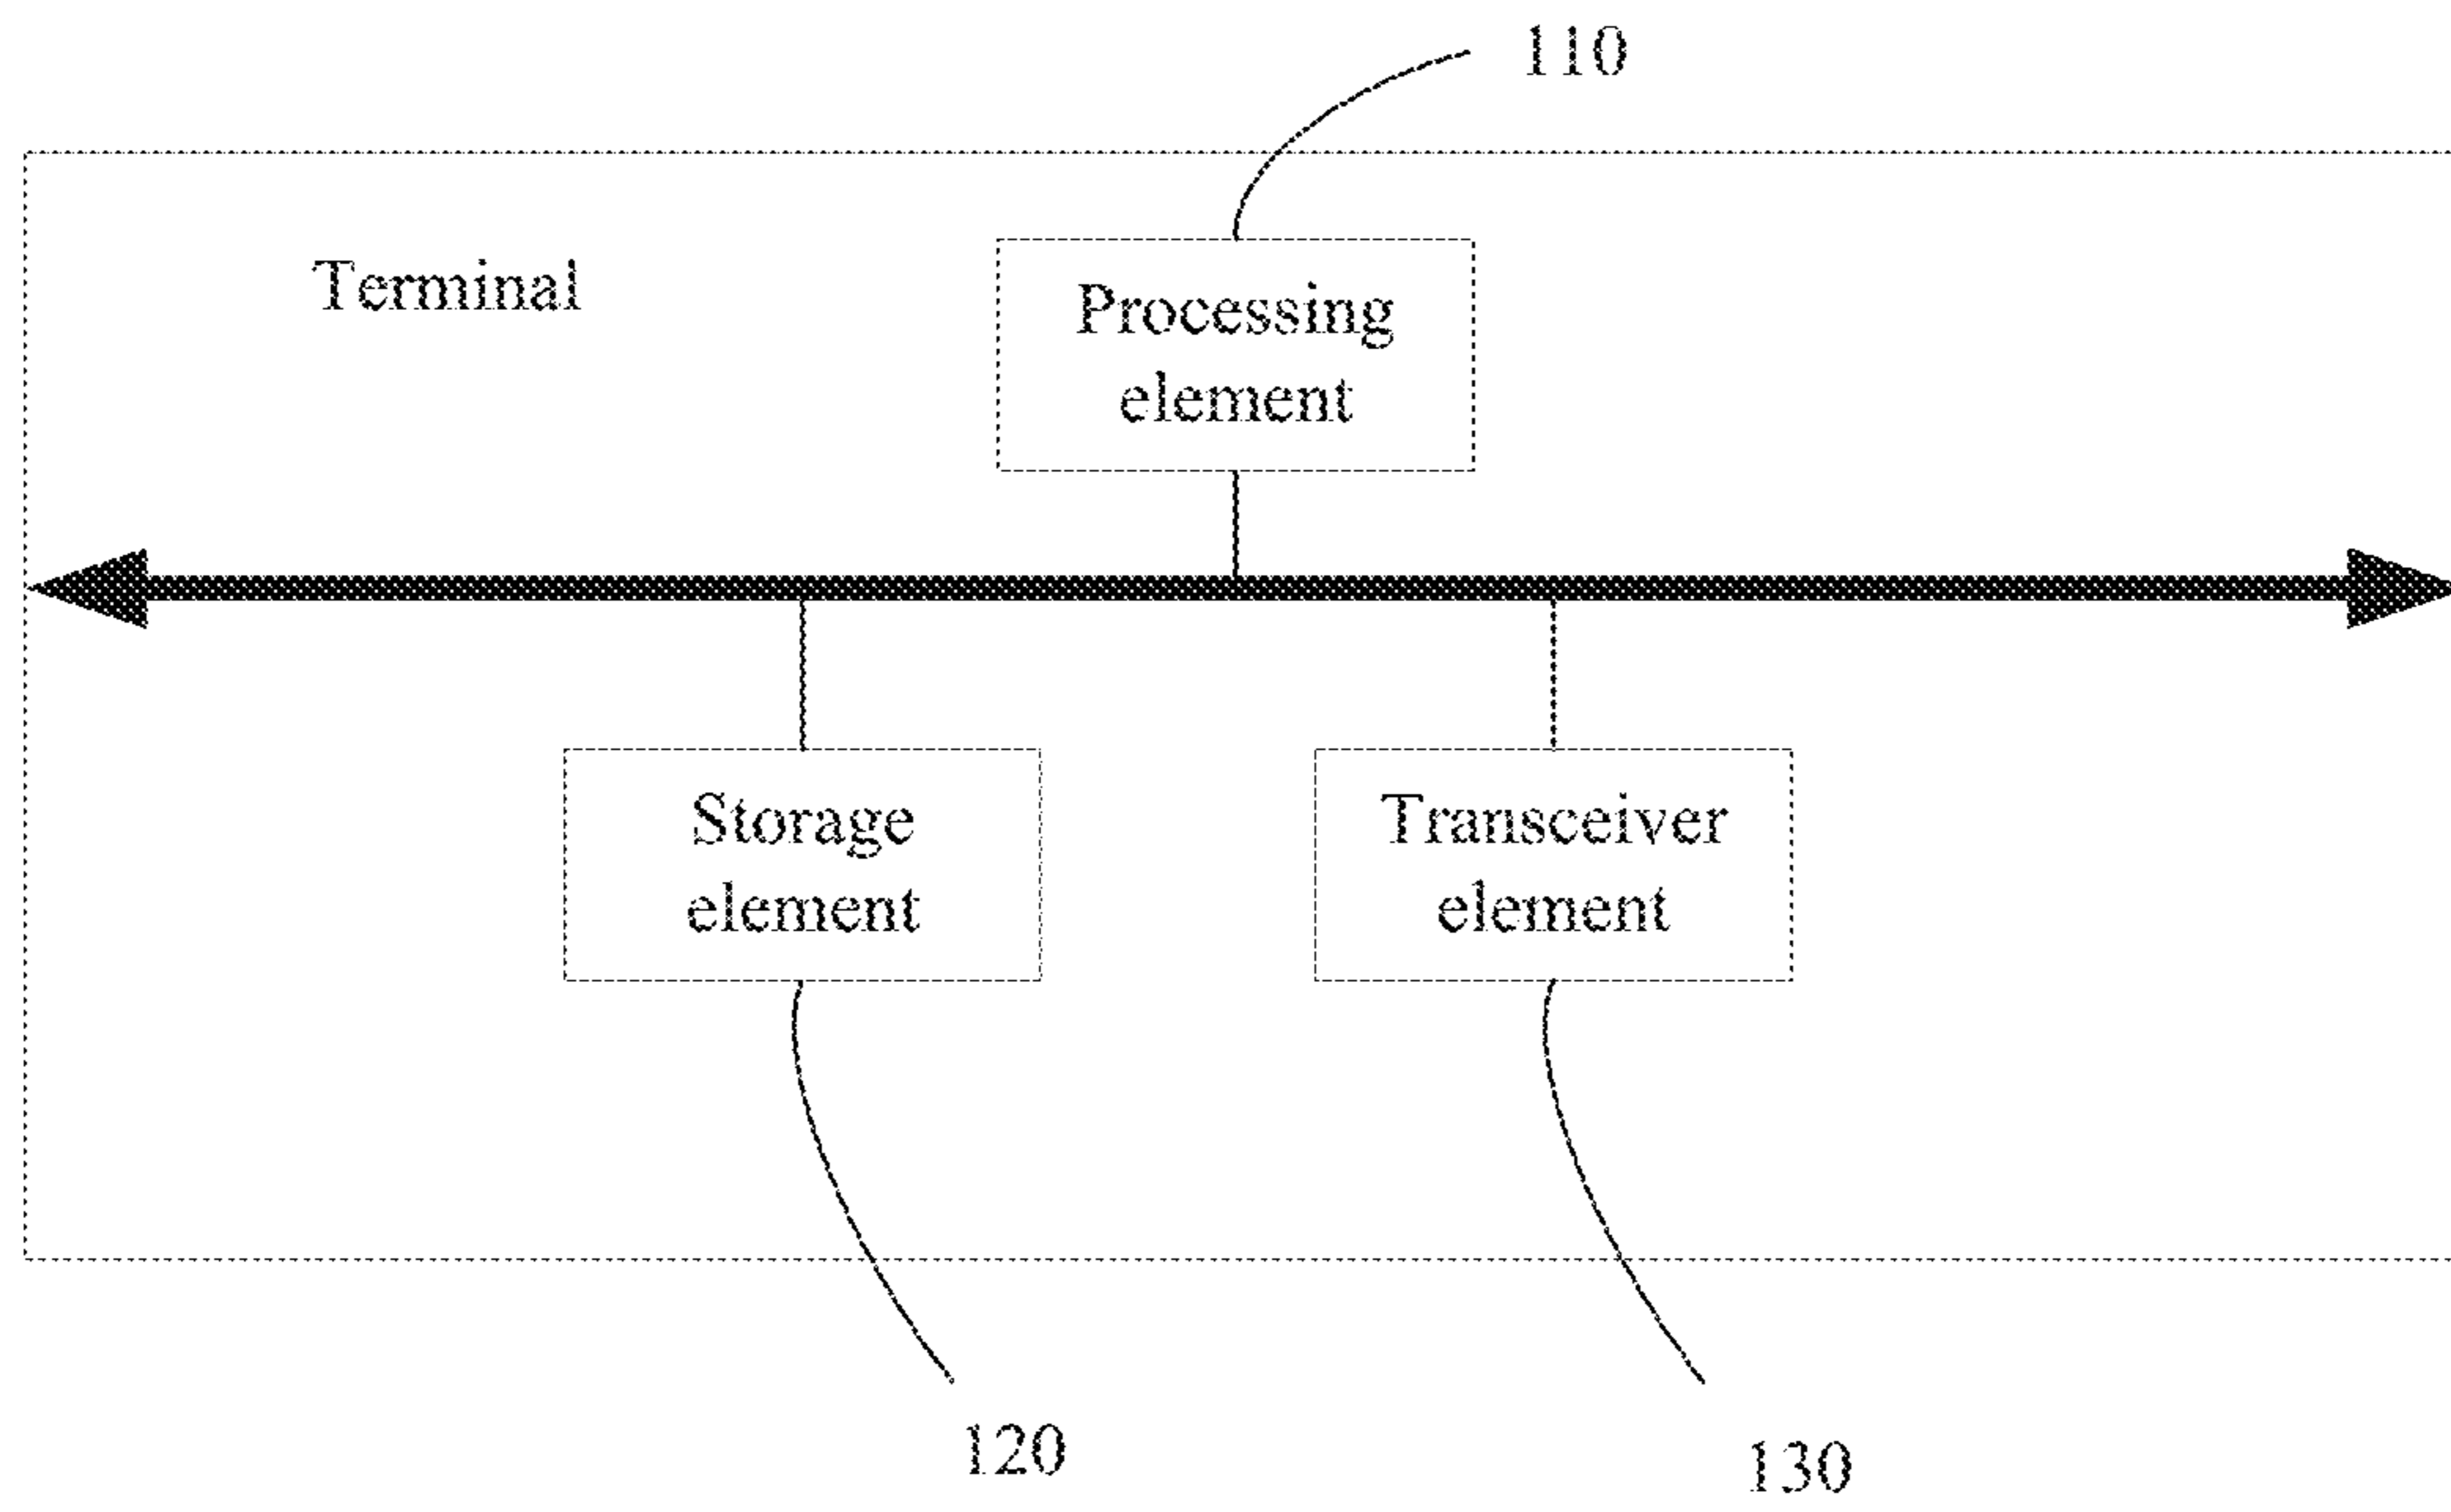 110
Terminal
Processing
element
Storage
element
Transceiver
element
120
130